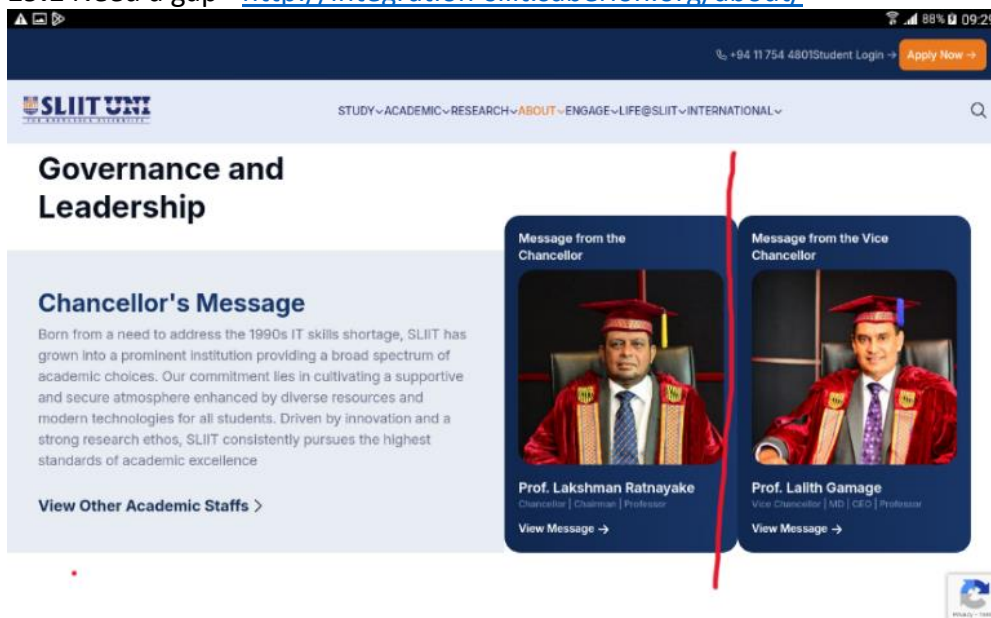 88% 09:29
+94 11 754 4801Student Login → Apply Now →
SLIIT UNI
STUDY ACADEMIC RESEARCH ABOUT ENGAGE LIFE@SLIIT INTERNATIONAL
Governance and
Leadership
Chancellor's Message
Born from a need to address the 1990s IT skills shortage, SLIIT has
grown into a prominent institution providing a broad spectrum of
academic choices. Our commitment lies in cultivating a supportive
and secure atmosphere enhanced by diverse resources and
modern technologies for all students. Driven by innovation and a
strong research ethos, SLIIT consistently pursues the highest
standards of academic excellence
View Other Academic Staffs >
Message from the
Chancellor
Prof. Lakshman Ratnayake
Chancellor | Chairman | Professor
View Message →
Message from the Vice
Chancellor
Prof. Lalith Gamage
Vice Chancellor | MD | CEO | Professor
View Message →